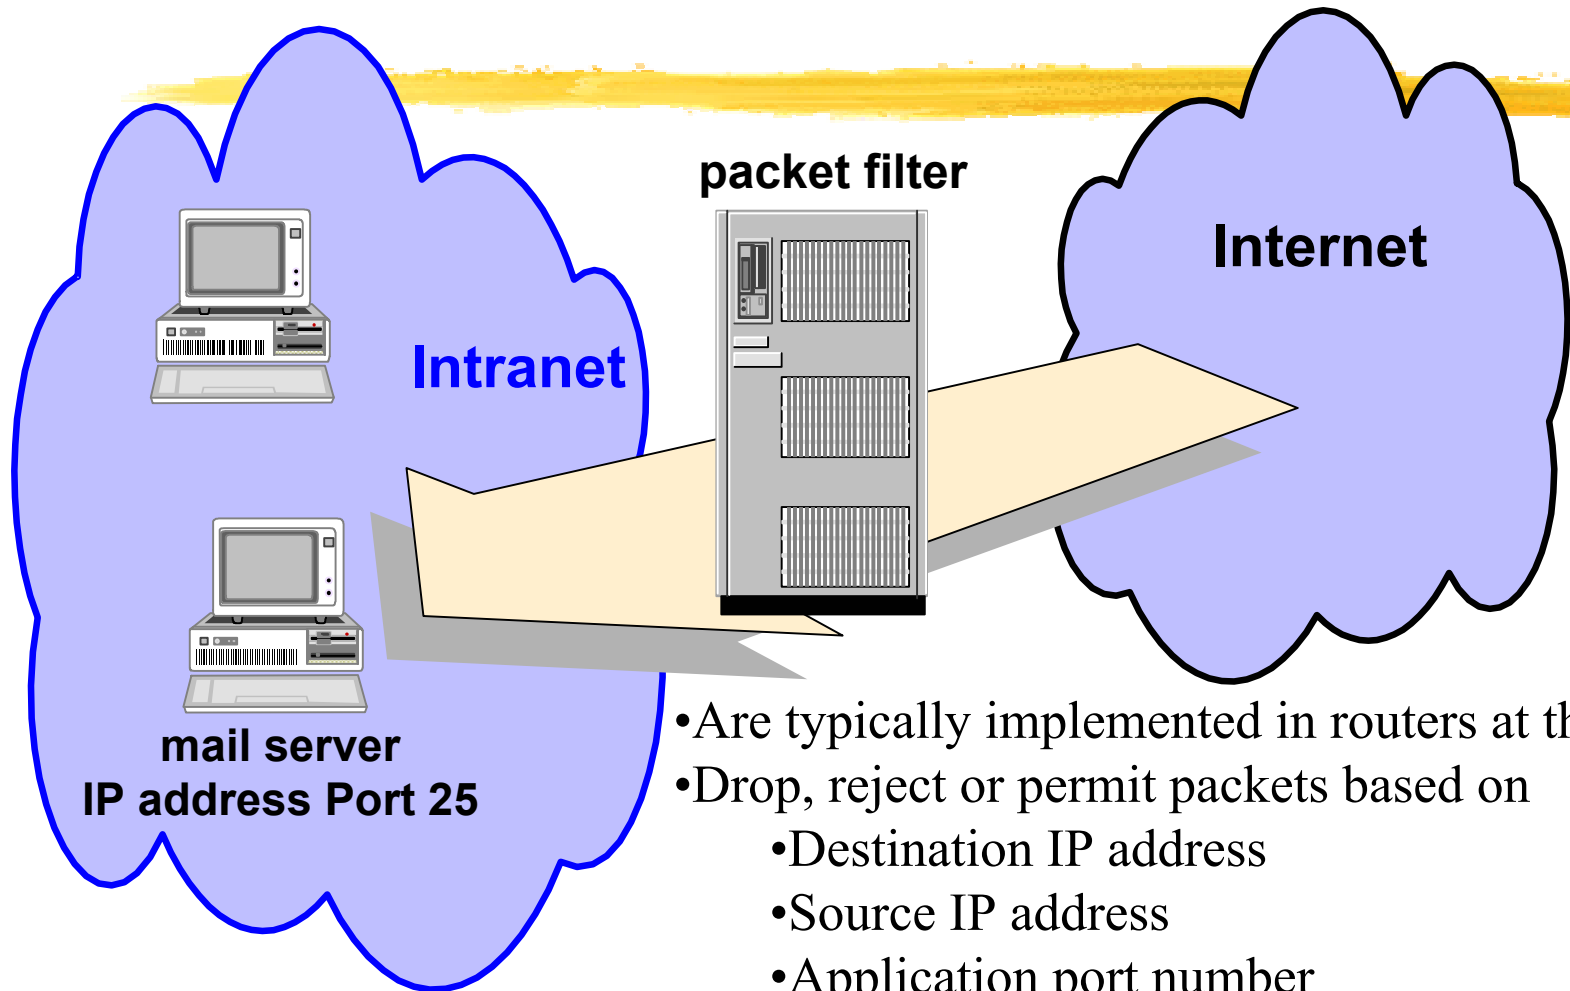 packet filter
Internet
Intranet
mail server
IP address Port 25
•Are typically implemented in routers at
•Drop, reject or permit packets based on
•Destination IP address
•Source IP address
•Application port number